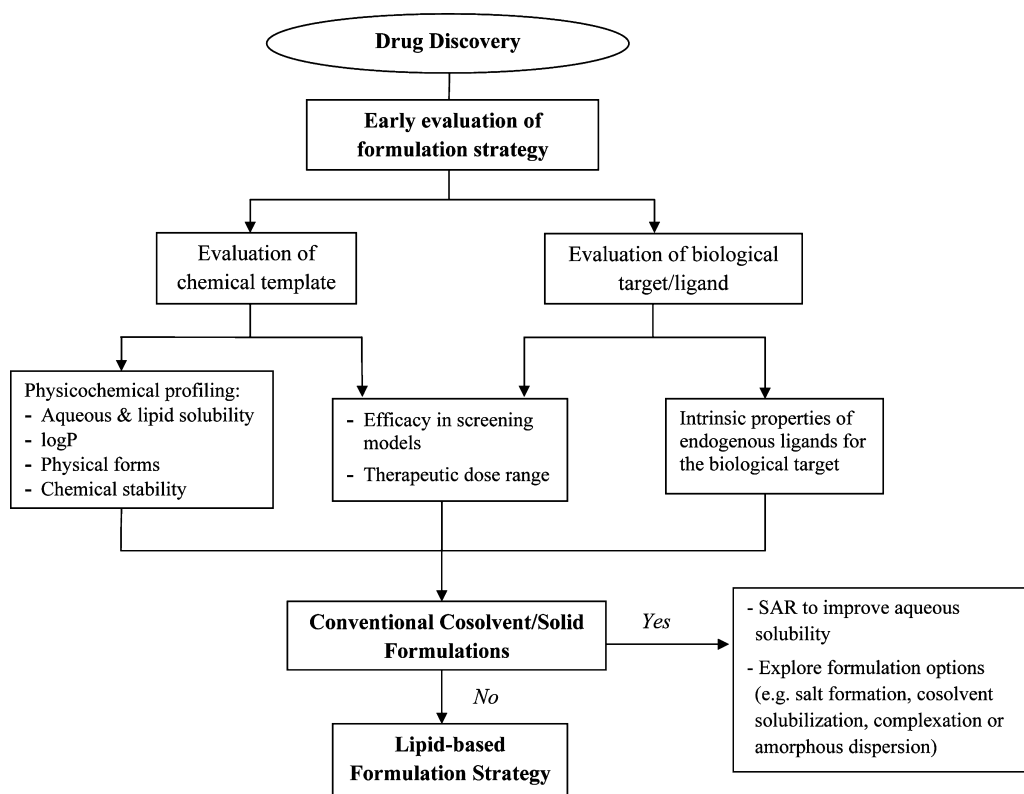 Drug Discovery
Early evaluation of
formulation strategy
Evaluation of
chemical template
Evaluation of biological
target/ligand
Physicochemical profiling:
- Aqueous & lipid solubility
- logP
- Physical forms
- Chemical stability
- Efficacy in screening
models
- Therapeutic dose range
Intrinsic properties of
endogenous ligands for
the biological target
Conventional Cosolvent/Solid
Formulations
Yes
- SAR to improve aqueous
solubility
- Explore formulation options
(e.g. salt formation, cosolvent
solubilization, complexation or
amorphous dispersion)
No
Lipid-based
Formulation Strategy